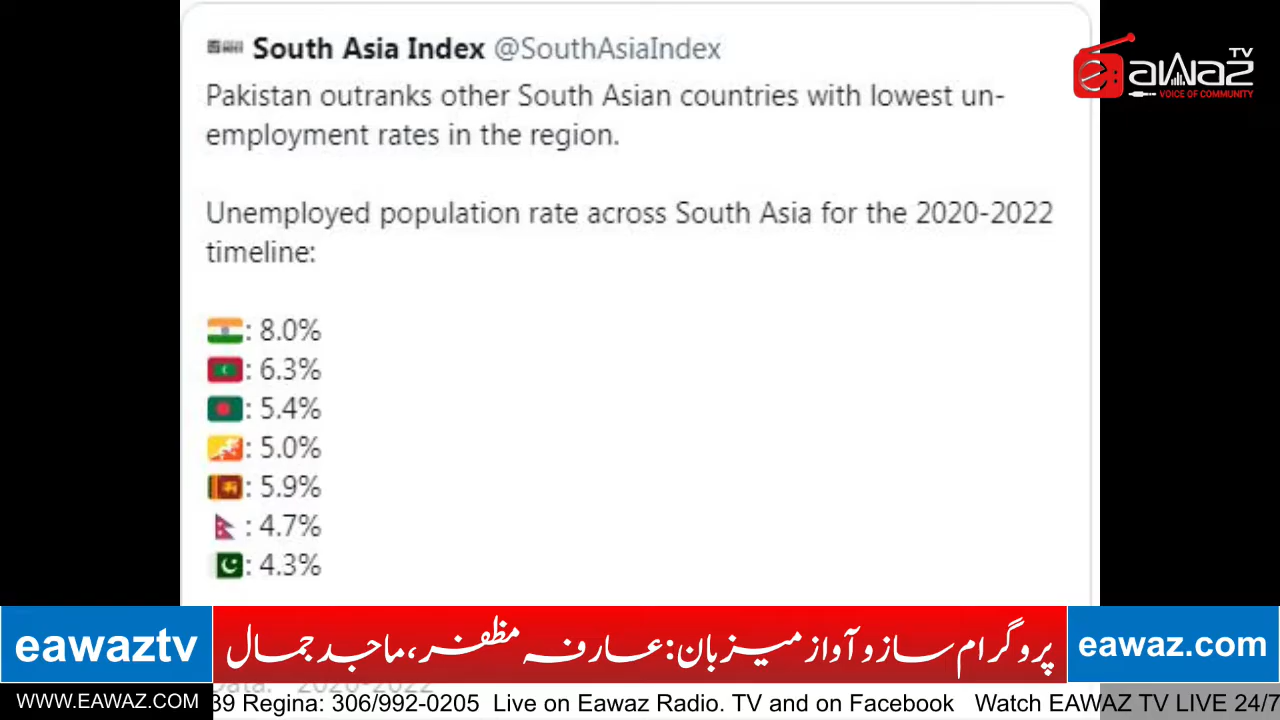 South Asia Index @SouthAsiaIndex
Pakistan outranks other South Asian countries with lowest un-
employment rates in the region.
Unemployed population rate across South Asia for the 2020-2022
timeline:
: 8.0%
: 6.3%
: 5.4%
: 5.0%
: 5.9%
: 4.7%
: 4.3%
eawaz TV
VOICE OF COMMUNITY
eawaztv
پروگرام ساز و آواز میزبان: عارفہ مظفر، ماجد جمال
eawaz.com
Data: 2020-2022
WWW.EAWAZ.COM
39 Regina: 306/992-0205 Live on Eawaz Radio. TV and on Facebook Watch EAWAZ TV LIVE 24/7